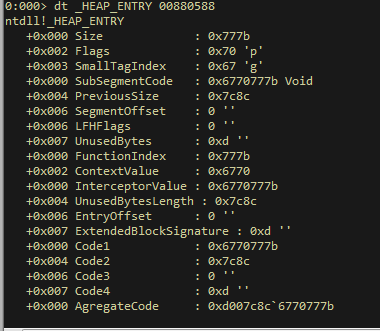 0:000> dt _HEAP_ENTRY 00880588
ntdll!_HEAP_ENTRY
+0x000 Size : 0x777b
+0x002 Flags : 0x70 'p'
+0x003 SmallTagIndex : 0x67 'g'
+0x000 SubSegmentCode : 0x6770777b Void
+0x004 PreviousSize : 0x7c8c
+0x006 SegmentOffset : 0 ''
+0x006 LFHFlags : 0 ''
+0x007 UnusedBytes : 0xd ''
+0x000 FunctionIndex : 0x777b
+0x002 ContextValue : 0x6770
+0x000 InterceptorValue : 0x6770777b
+0x004 UnusedBytesLength : 0x7c8c
+0x006 EntryOffset : 0 ''
+0x007 ExtendedBlockSignature : 0xd ''
+0x000 Code1 : 0x6770777b
+0x004 Code2 : 0x7c8c
+0x006 Code3 : 0 ''
+0x007 Code4 : 0xd ''
+0x000 AgregateCode : 0xd007c8c`6770777b